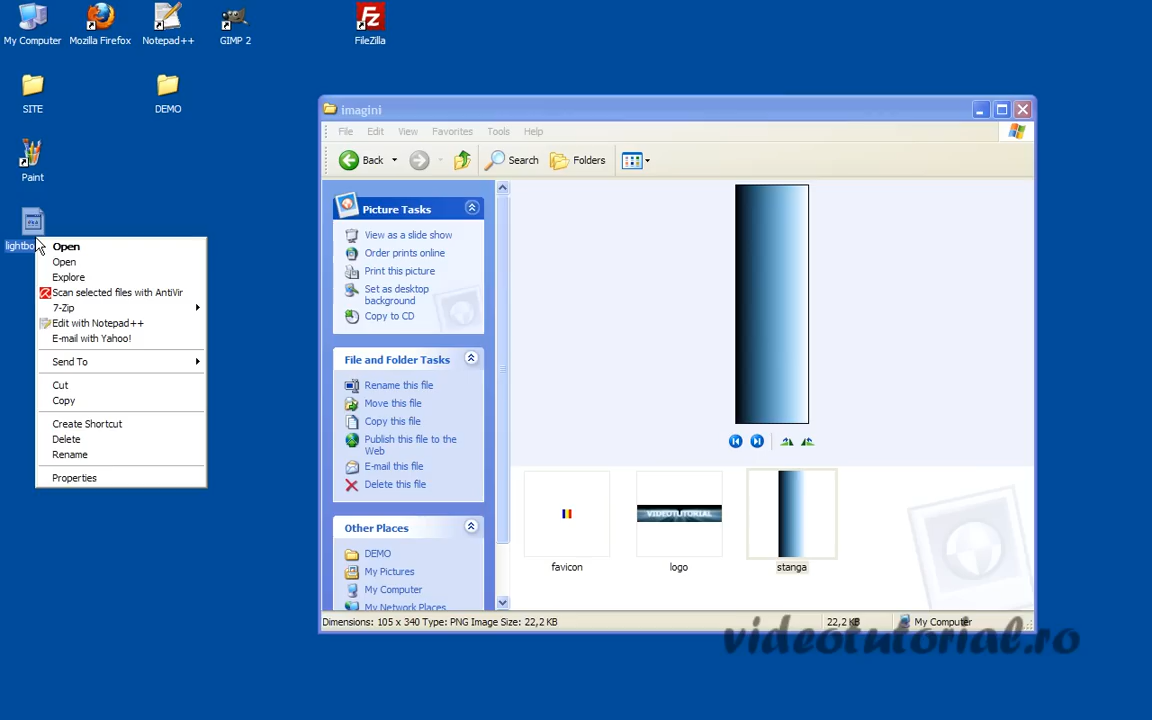 My Computer
Mozilla Firefox
Notepad++
GIMP 2
FileZilla
SITE
DEMO
Paint
Open
Open
Explore
Scan selected files with AntiVir
7-Zip
Edit with Notepad++
E-mail with Yahoo!
Send To
Cut
Copy
Create Shortcut
Delete
Rename
Properties
imagini
File Edit View Favorites Tools Help
Back Search Folders
Picture Tasks
View as a slide show
Order prints online
Print this picture
Set as desktop
background
Copy to CD
File and Folder Tasks
Rename this file
Move this file
Copy this file
Publish this file to the
Web
E-mail this file
Delete this file
Other Places
DEMO
My Pictures
My Computer
My Network Places
VIDEOTUTORIAL
favicon
logo
stanga
Dimensions: 105 x 340 Type: PNG Image Size: 22,2 KB
22,2 KB
My Computer
videotutorial.ro